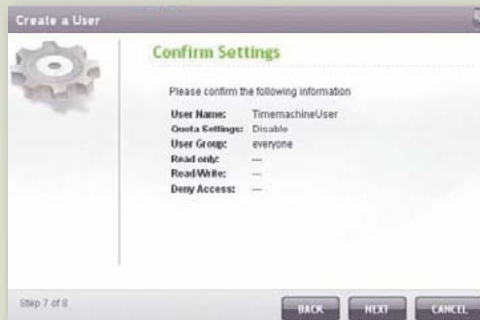 Create a User
Confirm Settings
Please confirm the following information
User Name: TimemachineUser
Quota Settings: Disable
User Group: everyone
Read only: ---
Read/Write: ---
Deny Access: ---
Step 7 of 8
BACK NEXT CANCEL